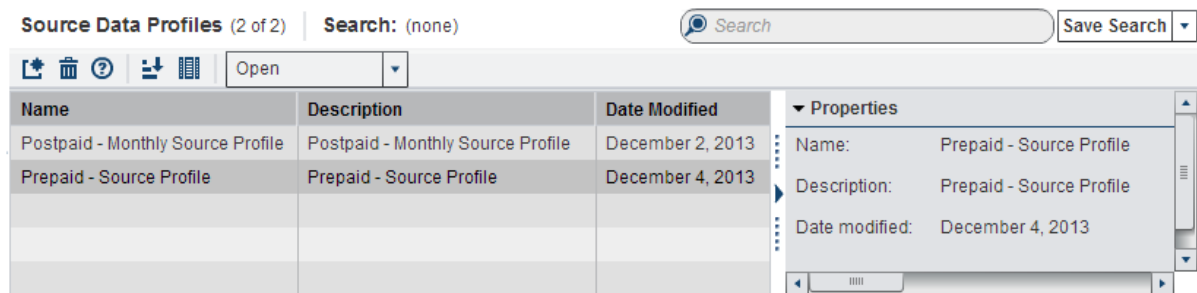 Source Data Profiles (2 of 2) Search: (none) Search Save Search
Open
Name Description Date Modified Properties
Postpaid - Monthly Source Profile Postpaid - Monthly Source Profile December 2, 2013 Name: Prepaid - Source Profile
Prepaid - Source Profile Prepaid - Source Profile December 4, 2013 Description: Prepaid - Source Profile
Date modified: December 4, 2013